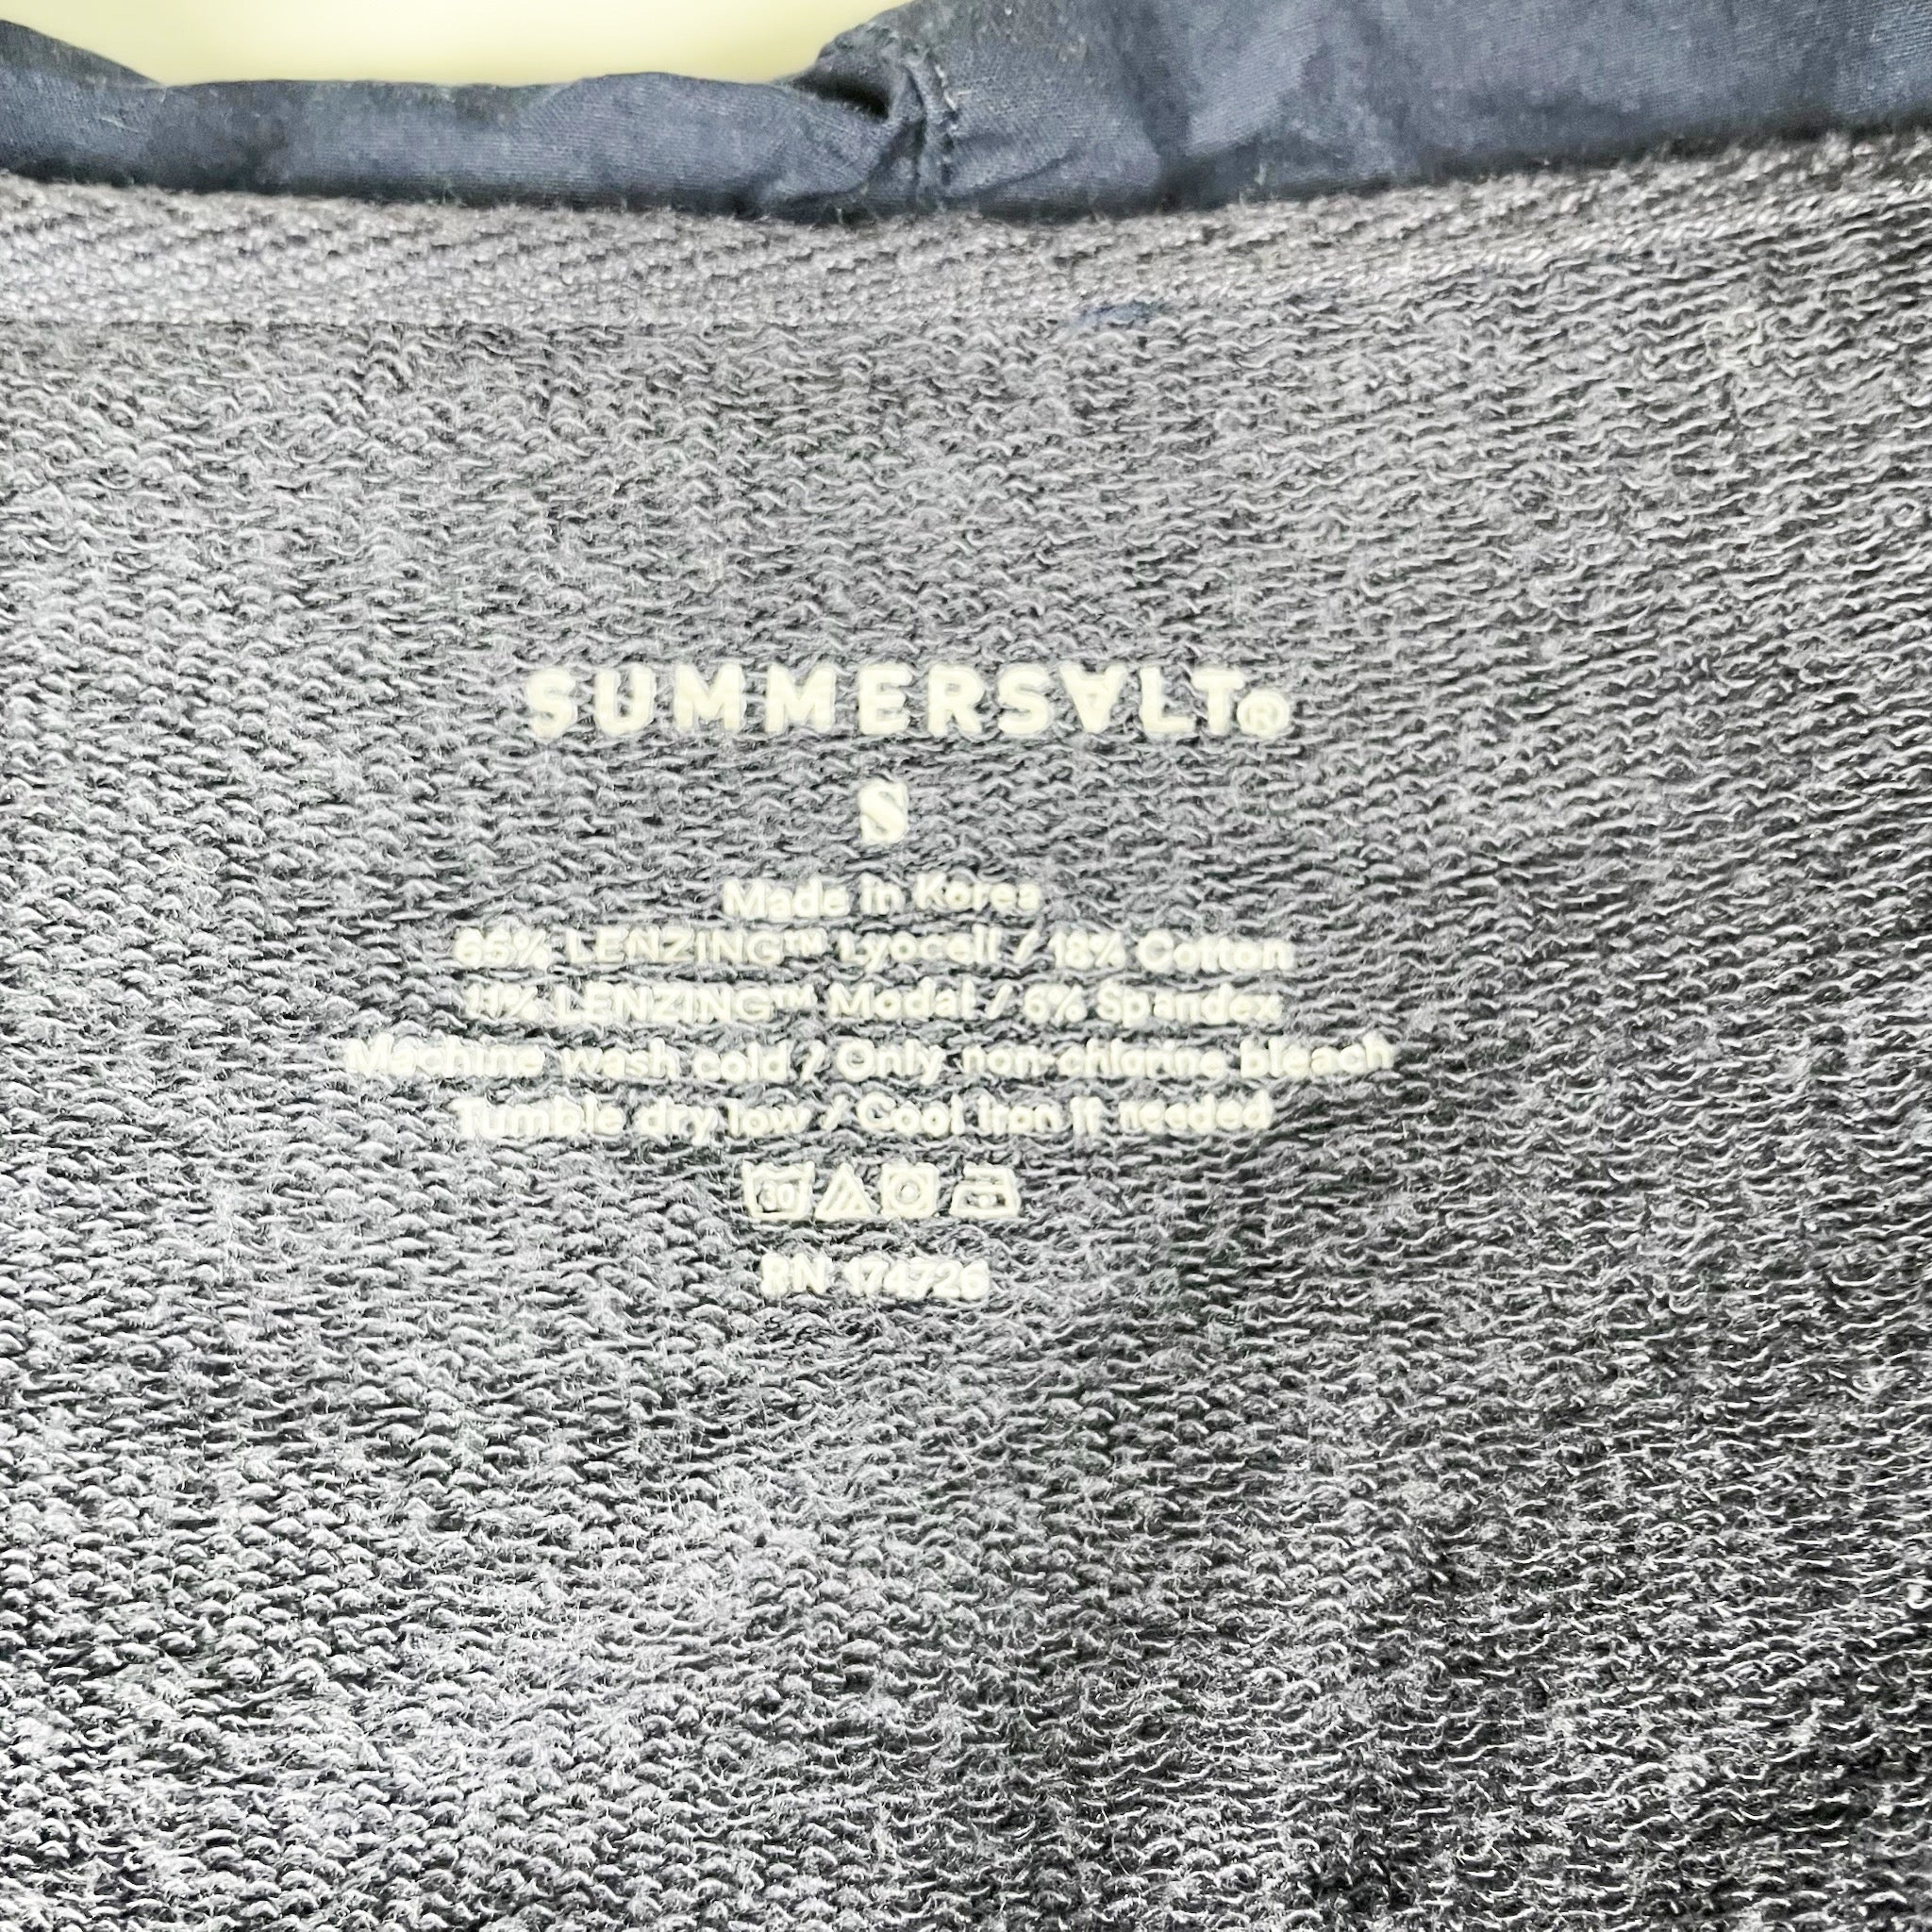 SUMMERSALT®
S
Made in Korea
65% LENZING™ Lyocell / 18% Cotton
11% LENZING™ Modal / 6% Spandex
Machine wash cold / Only non-chlorine bleach
Tumble dry low / Cool iron if needed
30
RN 174726